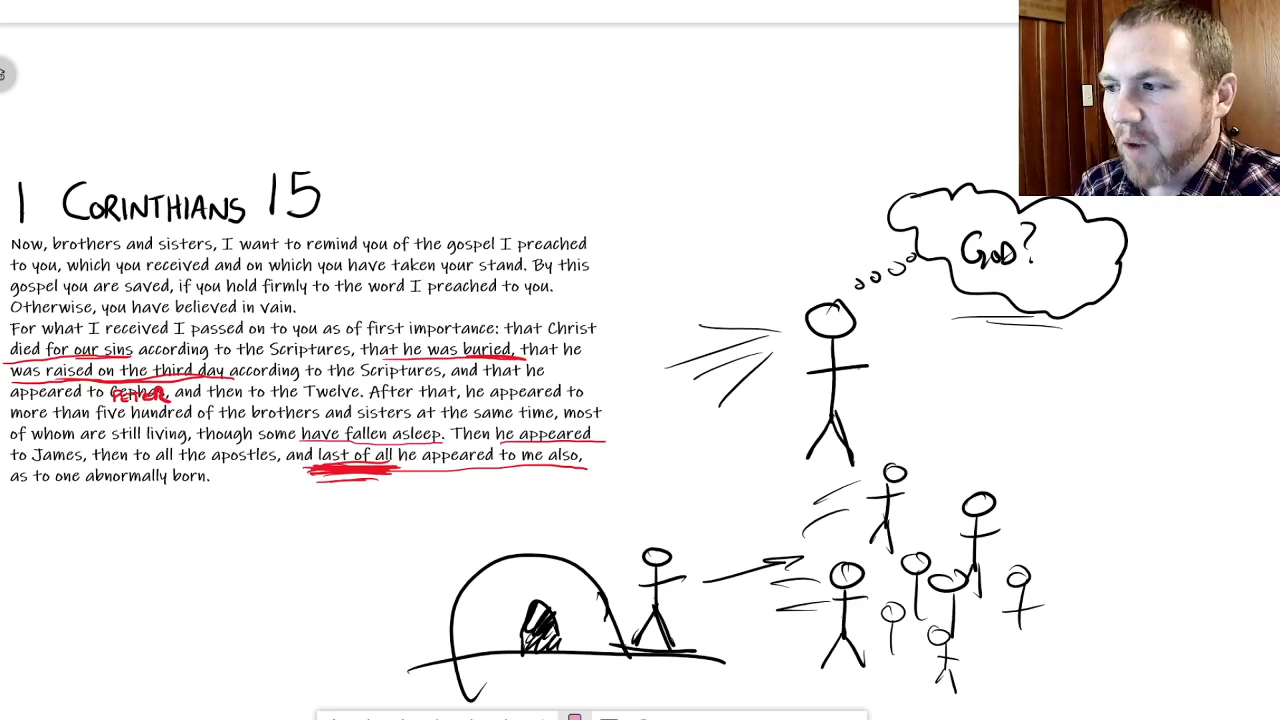 1 CORINTHIANS 15
Now, brothers and sisters, I want to remind you of the gospel I preached
to you, which you received and on which you have taken your stand. By this
gospel you are saved, if you hold firmly to the word I preached to you.
Otherwise, you have believed in vain.
For what I received I passed on to you as of first importance: that Christ
died for our sins according to the Scriptures, that he was buried, that he
was raised on the third day according to the Scriptures, and that he
appeared to Cephas, and then to the Twelve. After that, he appeared to
PETER
more than five hundred of the brothers and sisters at the same time, most
of whom are still living, though some have fallen asleep. Then he appeared
to James, then to all the apostles, and last of all he appeared to me also,
as to one abnormally born.
GOD?